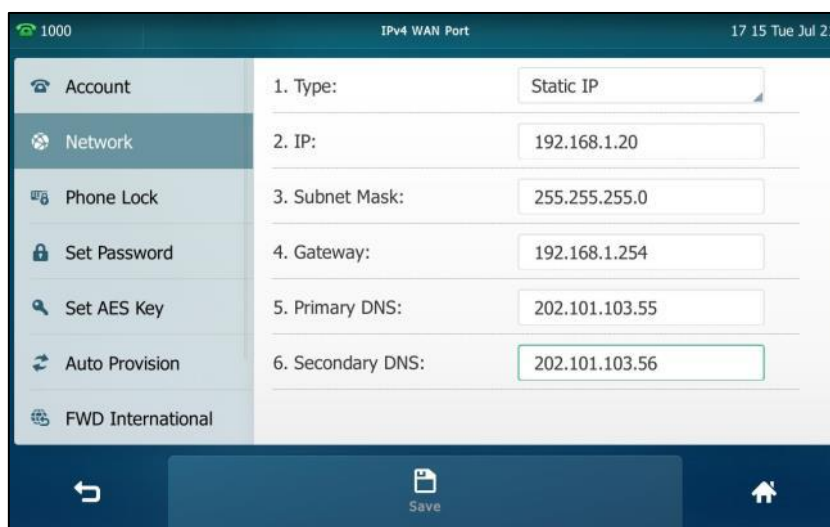 1000 IPv4 WAN Port 17 15 Tue Jul 2
Account
Network
Phone Lock
Set Password
Set AES Key
Auto Provision
FWD International
1. Type: Static IP
2. IP: 192.168.1.20
3. Subnet Mask: 255.255.255.0
4. Gateway: 192.168.1.254
5. Primary DNS: 202.101.103.55
6. Secondary DNS: 202.101.103.56
Save